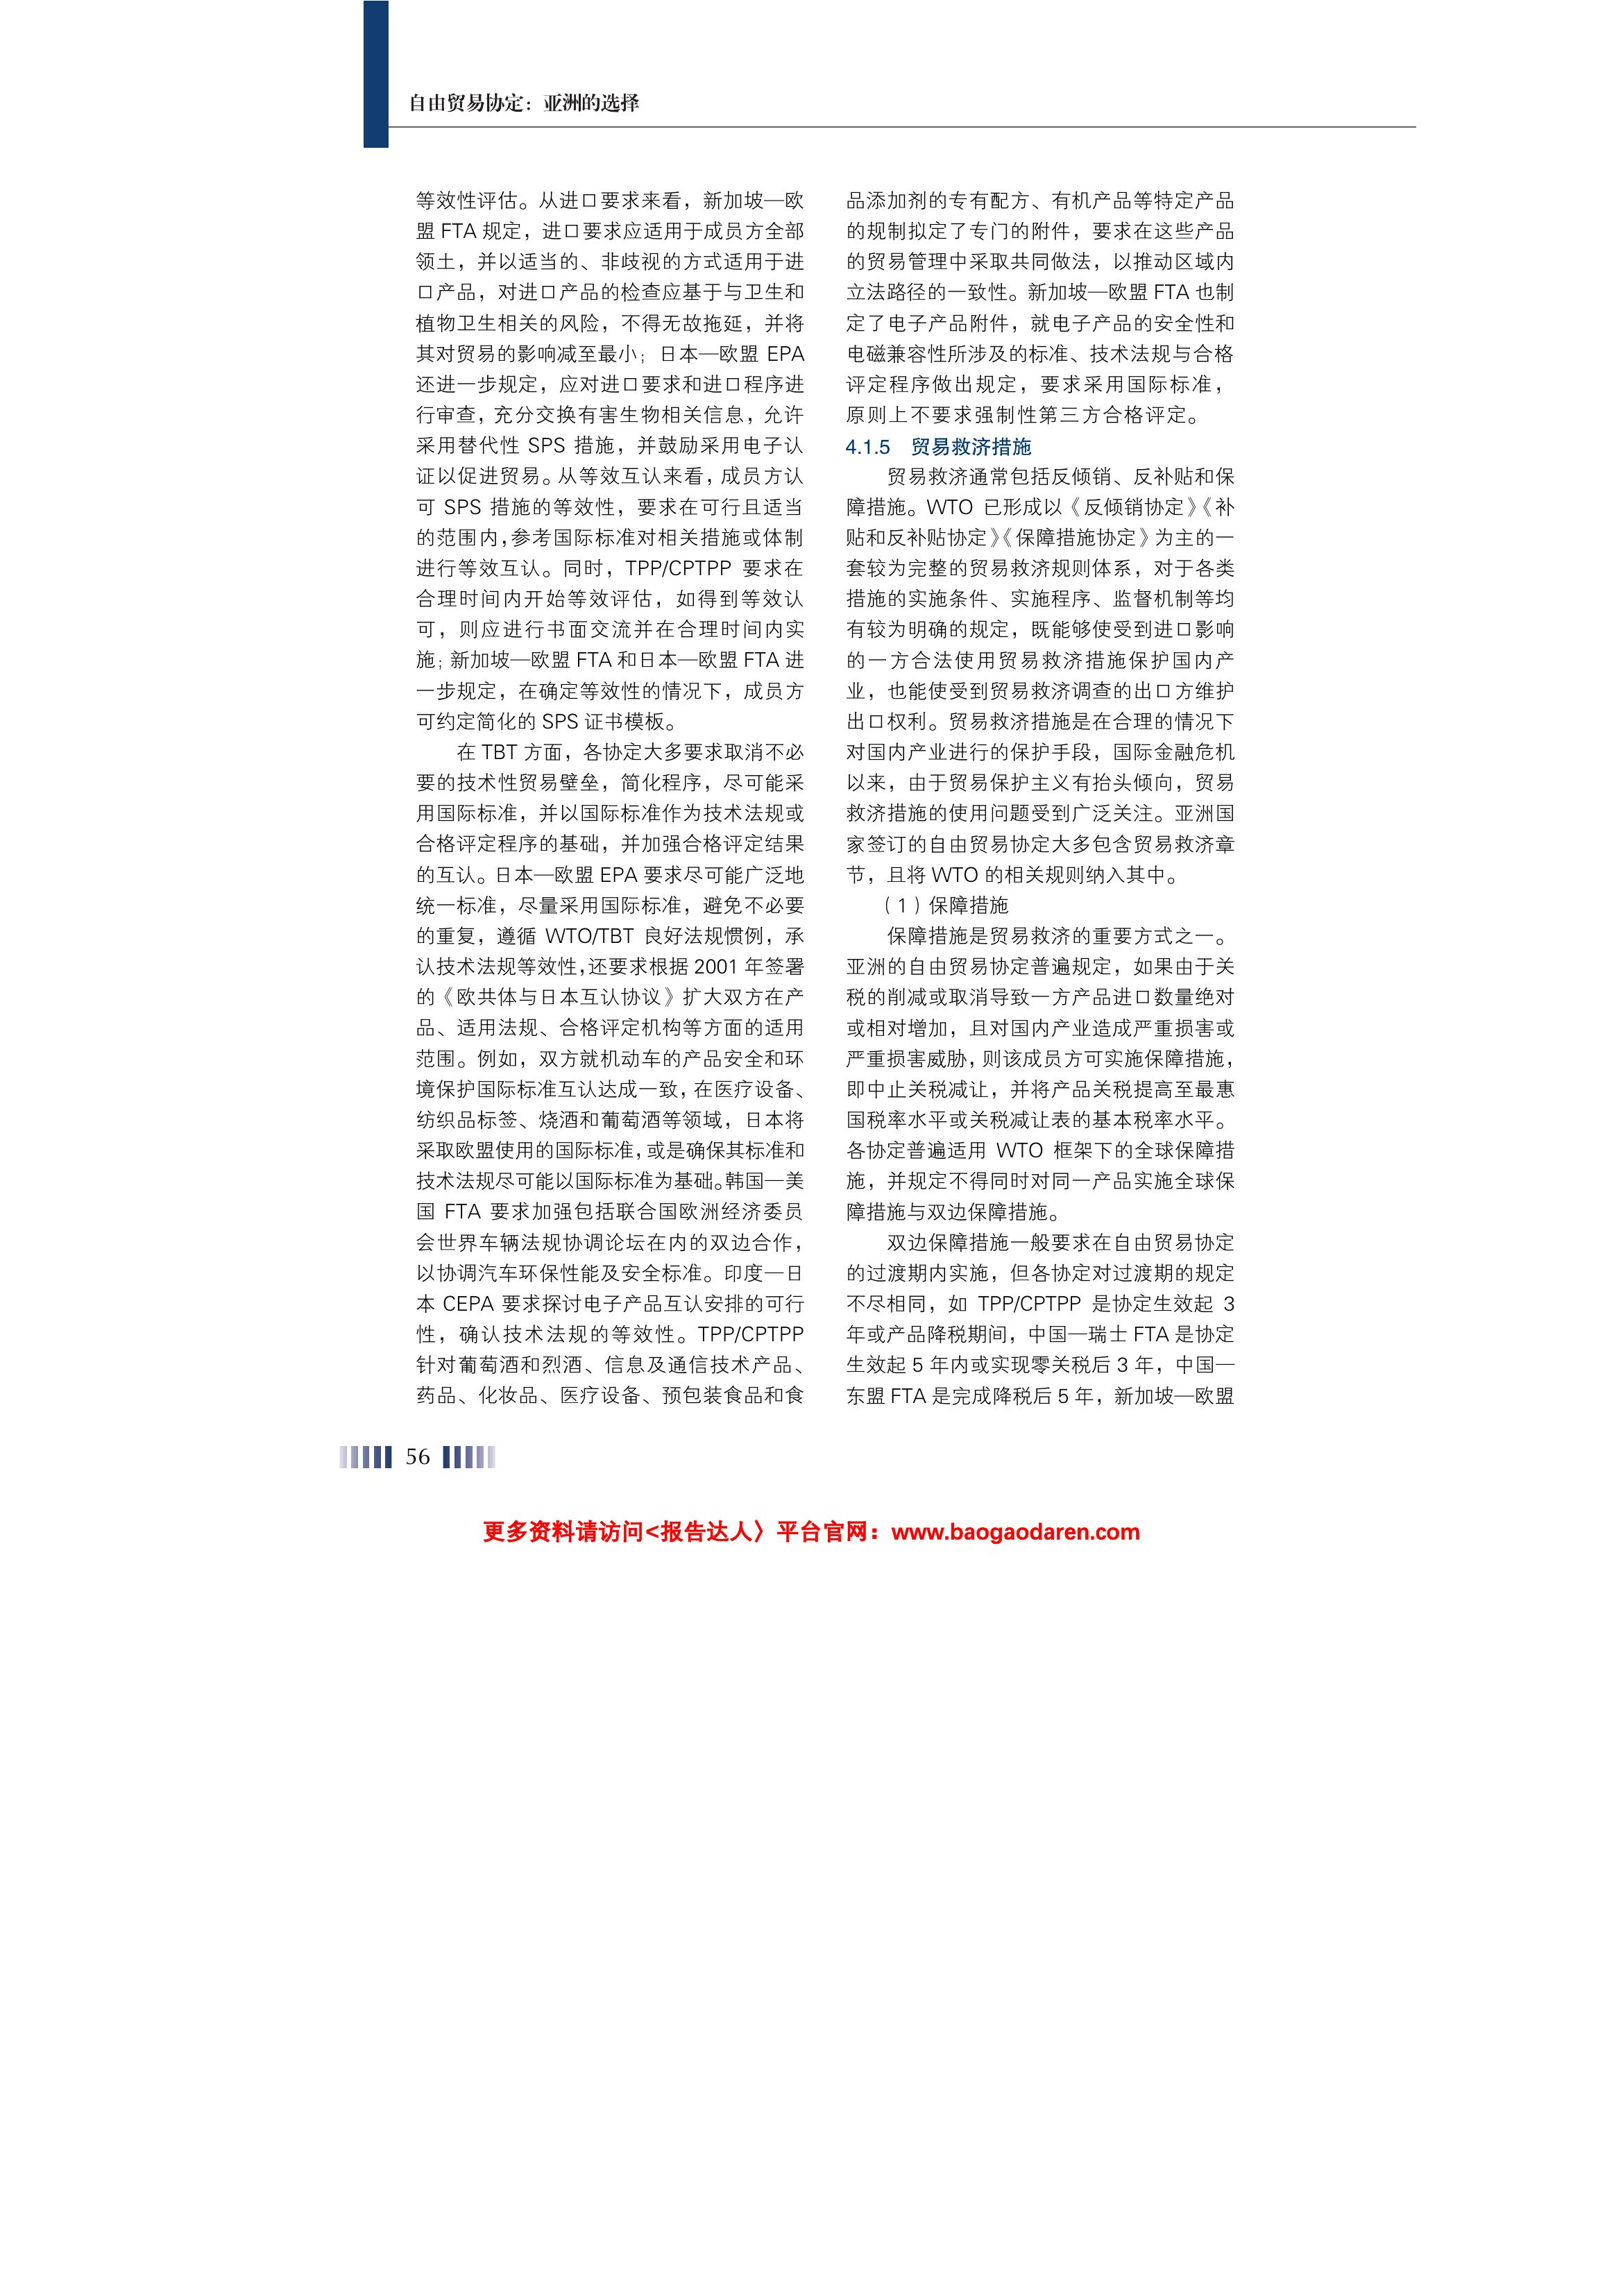 自由贸易协定：亚洲的选择
等效性评估。从进口要求来看，新加坡—欧
盟 FTA 规定，进口要求应适用于成员方全部
领土，并以适当的、非歧视的方式适用于进
口产品，对进口产品的检查应基于与卫生和
植物卫生相关的风险，不得无故拖延，并将
其对贸易的影响减至最小；日本—欧盟 EPA
还进一步规定，应对进口要求和进口程序进
行审查，充分交换有害生物相关信息，允许
采用替代性 SPS 措施，并鼓励采用电子认
证以促进贸易。从等效互认来看，成员方认
可 SPS 措施的等效性，要求在可行且适当
的范围内，参考国际标准对相关措施或体制
进行等效互认。同时，TPP/CPTPP 要求在
合理时间内开始等效评估，如得到等效认
可，则应进行书面交流并在合理时间内实
施；新加坡—欧盟 FTA 和日本—欧盟 FTA 进
一步规定，在确定等效性的情况下，成员方
可约定简化的 SPS 证书模板。
在 TBT 方面，各协定大多要求取消不必
要的技术性贸易壁垒，简化程序，尽可能采
用国际标准，并以国际标准作为技术法规或
合格评定程序的基础，并加强合格评定结果
的互认。日本—欧盟 EPA 要求尽可能广泛地
统一标准，尽量采用国际标准，避免不必要
的重复，遵循 WTO/TBT 良好法规惯例，承
认技术法规等效性，还要求根据 2001 年签署
的《欧共体与日本互认协议》扩大双方在产
品、适用法规、合格评定机构等方面的适用
范围。例如，双方就机动车的产品安全和环
境保护国际标准互认达成一致，在医疗设备、
纺织品标签、烧酒和葡萄酒等领域，日本将
采取欧盟使用的国际标准，或是确保其标准和
技术法规尽可能以国际标准为基础。韩国—美
国 FTA 要求加强包括联合国欧洲经济委员
会世界车辆法规协调论坛在内的双边合作，
以协调汽车环保性能及安全标准。印度—日
本 CEPA 要求探讨电子产品互认安排的可行
性，确认技术法规的等效性。TPP/CPTPP
针对葡萄酒和烈酒、信息及通信技术产品、
药品、化妆品、医疗设备、预包装食品和食
品添加剂的专有配方、有机产品等特定产品
的规制拟定了专门的附件，要求在这些产品
的贸易管理中采取共同做法，以推动区域内
立法路径的一致性。新加坡—欧盟 FTA 也制
定了电子产品附件，就电子产品的安全性和
电磁兼容性所涉及的标准、技术法规与合格
评定程序做出规定，要求采用国际标准，
原则上不要求强制性第三方合格评定。
4.1.5 贸易救济措施
贸易救济通常包括反倾销、反补贴和保
障措施。WTO 已形成以《反倾销协定》《补
贴和反补贴协定》《保障措施协定》为主的一
套较为完整的贸易救济规则体系，对于各类
措施的实施条件、实施程序、监督机制等均
有较为明确的规定，既能够使受到进口影响
的一方合法使用贸易救济措施保护国内产
业，也能使受到贸易救济调查的出口方维护
出口权利。贸易救济措施是在合理的情况下
对国内产业进行的保护手段，国际金融危机
以来，由于贸易保护主义有抬头倾向，贸易
救济措施的使用问题受到广泛关注。亚洲国
家签订的自由贸易协定大多包含贸易救济章
节，且将 WTO 的相关规则纳入其中。
（1）保障措施
保障措施是贸易救济的重要方式之一。
亚洲的自由贸易协定普遍规定，如果由于关
税的削减或取消导致一方产品进口数量绝对
或相对增加，且对国内产业造成严重损害或
严重损害威胁，则该成员方可实施保障措施，
即中止关税减让，并将产品关税提高至最惠
国税率水平或关税减让表的基本税率水平。
各协定普遍适用 WTO 框架下的全球保障措
施，并规定不得同时对同一产品实施全球保
障措施与双边保障措施。
双边保障措施一般要求在自由贸易协定
的过渡期内实施，但各协定对过渡期的规定
不尽相同，如 TPP/CPTPP 是协定生效起 3
年或产品降税期间，中国—瑞士 FTA 是协定
生效起 5 年内或实现零关税后 3 年，中国—
东盟 FTA 是完成降税后 5 年，新加坡—欧盟
56
更多资料请访问<报告达人〉平台官网：www.baogaodaren.com